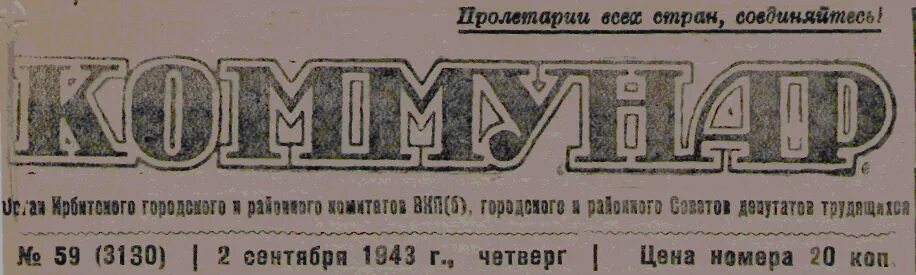 Пролетарии всех стран, соединяйтесь!
КОММУНАР
Орган Ирбитского городского и районного комитетов ВКП(б), городского и районного Советов депутатов трудящихся
№ 59 (3130) | 2 сентября 1943 г., четверг | Цена номера 20 коп.